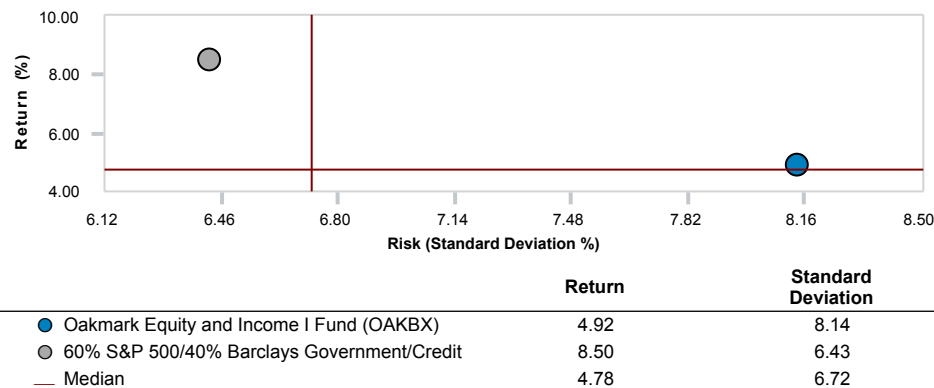 10.00
8.00
6.00
4.00
Return (%)
6.12 6.46 6.80 7.14 7.48 7.82 8.16 8.50
Risk (Standard Deviation %)
Return Standard
Deviation
Oakmark Equity and Income I Fund (OAKBX) 4.92 8.14
60% S&P 500/40% Barclays Government/Credit 8.50 6.43
Median 4.78 6.72